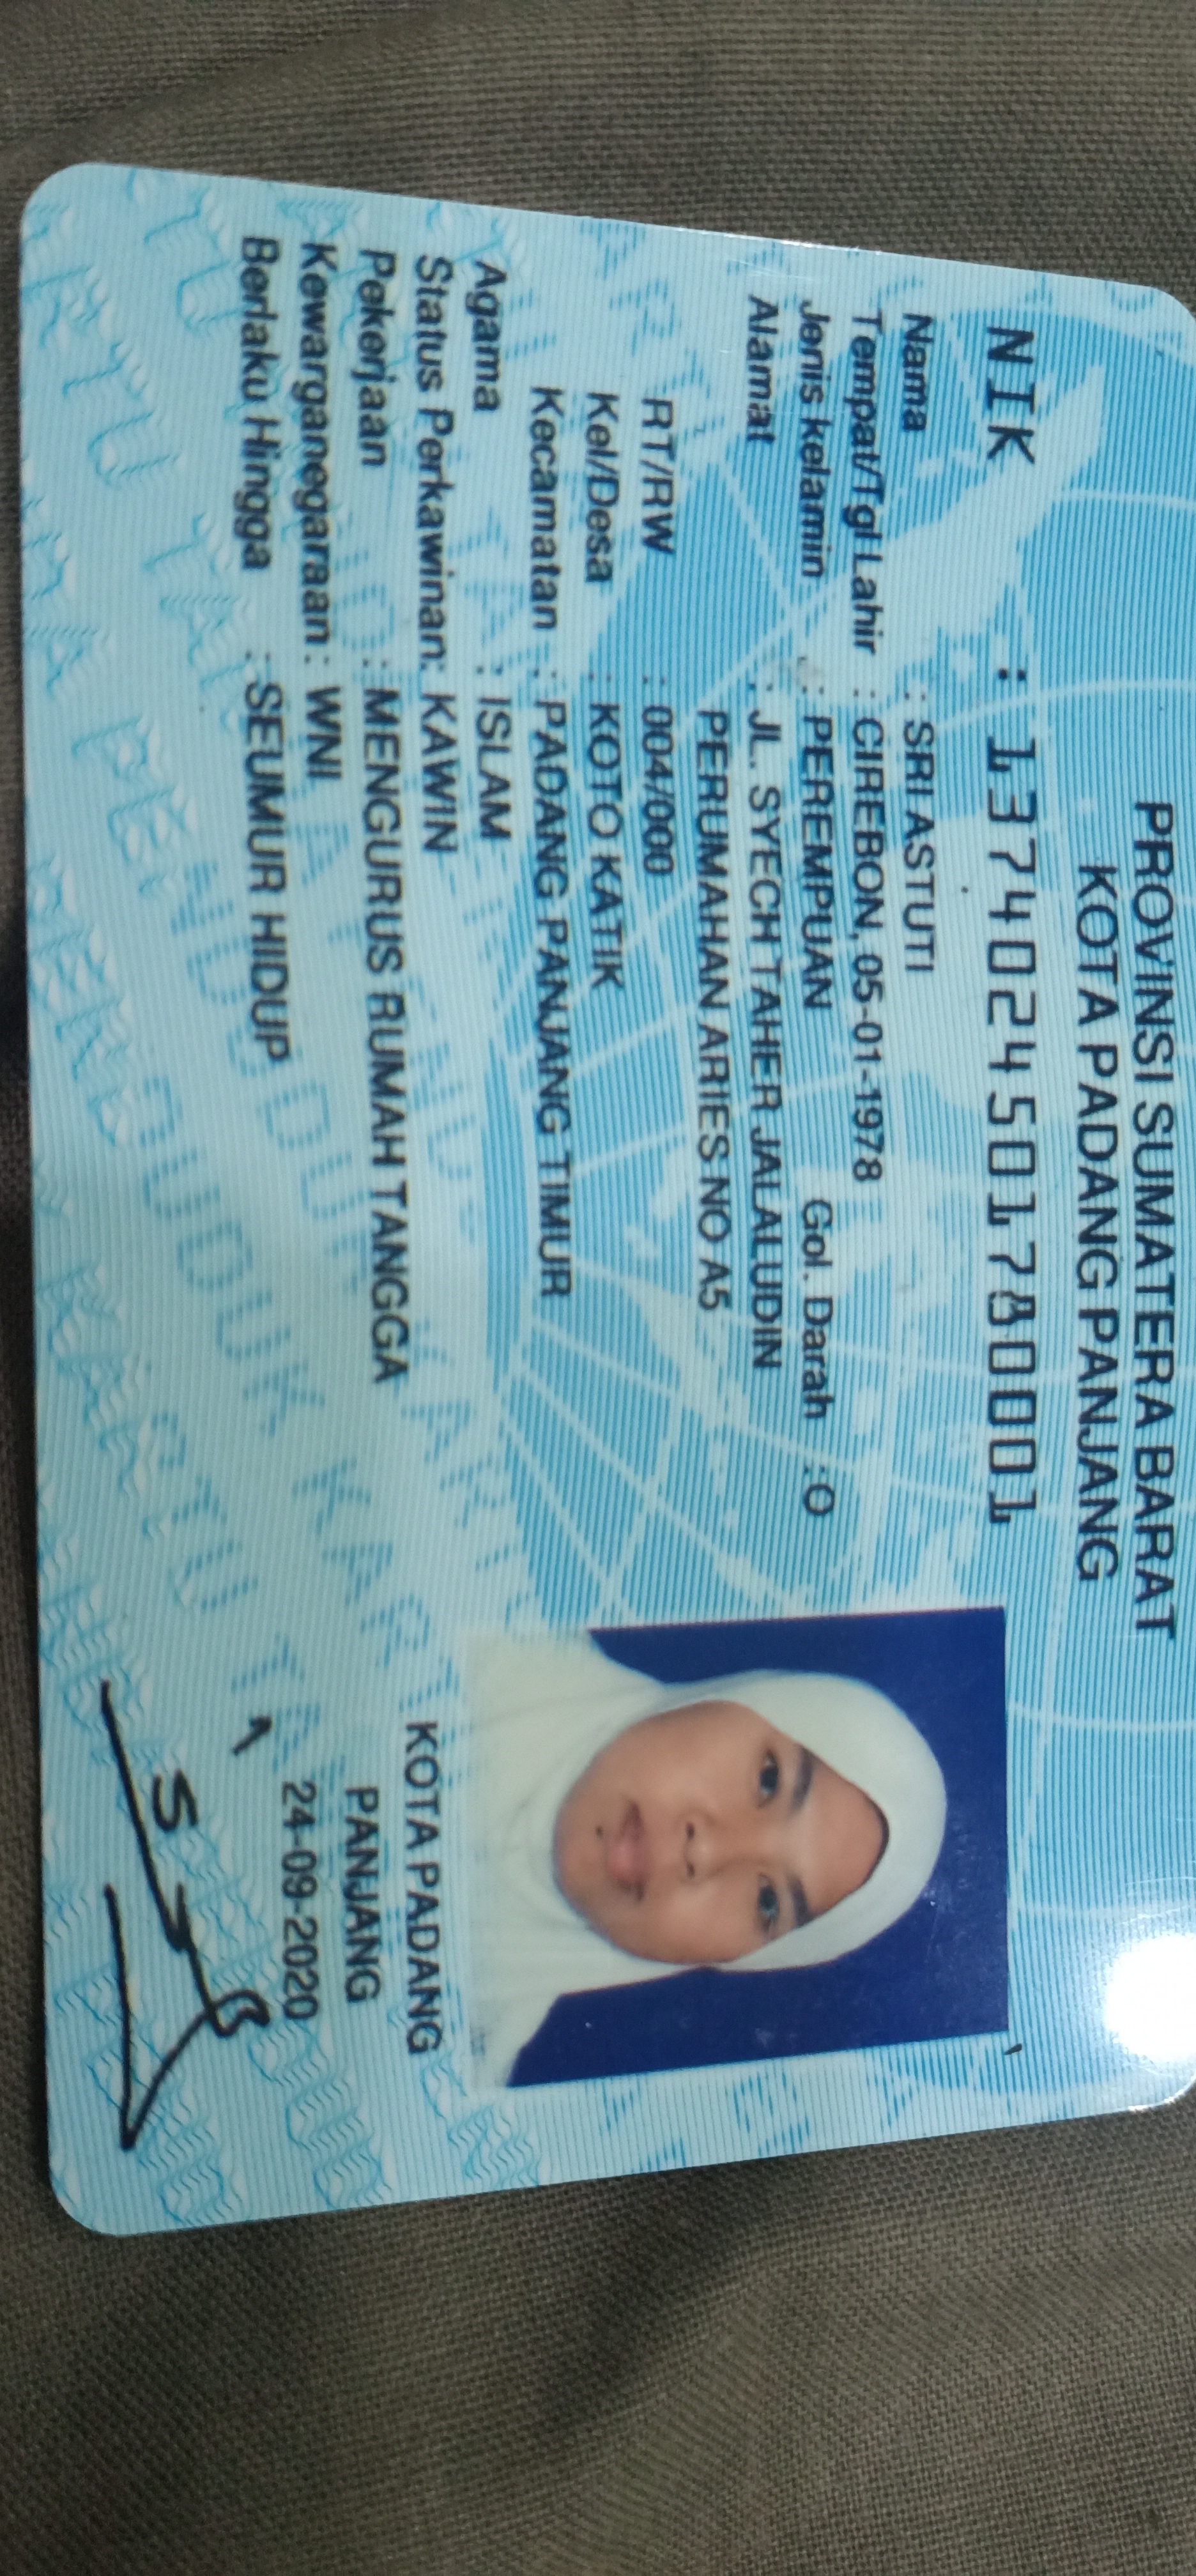 PROVINSI SUMATERA BARAT
KOTA PADANG PANJANG
NIK : 1374024501780001
Nama : SRI ASTUTI
Tempat/Tgl Lahir : CIREBON, 05-01-1978
Jenis kelamin : PEREMPUAN Gol. Darah : O
Alamat : JL. SYECH TAHER JALALUDIN
PERUMAHAN ARIES NO A5
RT/RW : 004/000
Kel/Desa : KOTO KATIK
Kecamatan : PADANG PANJANG TIMUR
Agama : ISLAM
Status Perkawinan: KAWIN
Pekerjaan : MENGURUS RUMAH TANGGA
Kewarganegaraan : WNI
Berlaku Hingga : SEUMUR HIDUP
KOTA PADANG
PANJANG
24-09-2020